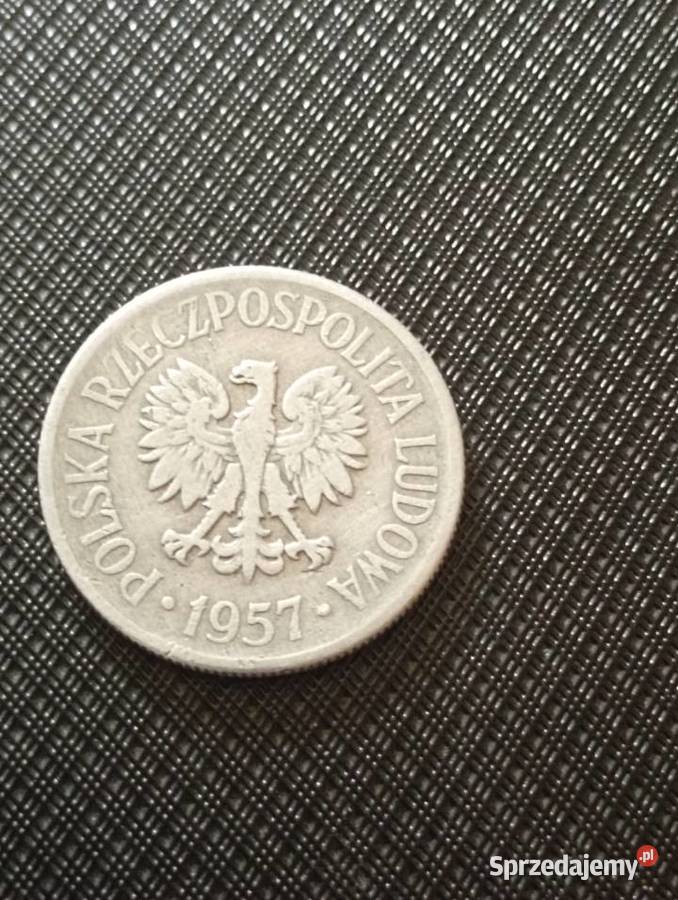 POLSKA RZECZPOSPOLITA LUDOWA
· 1957 ·
Sprzedajemy.pl